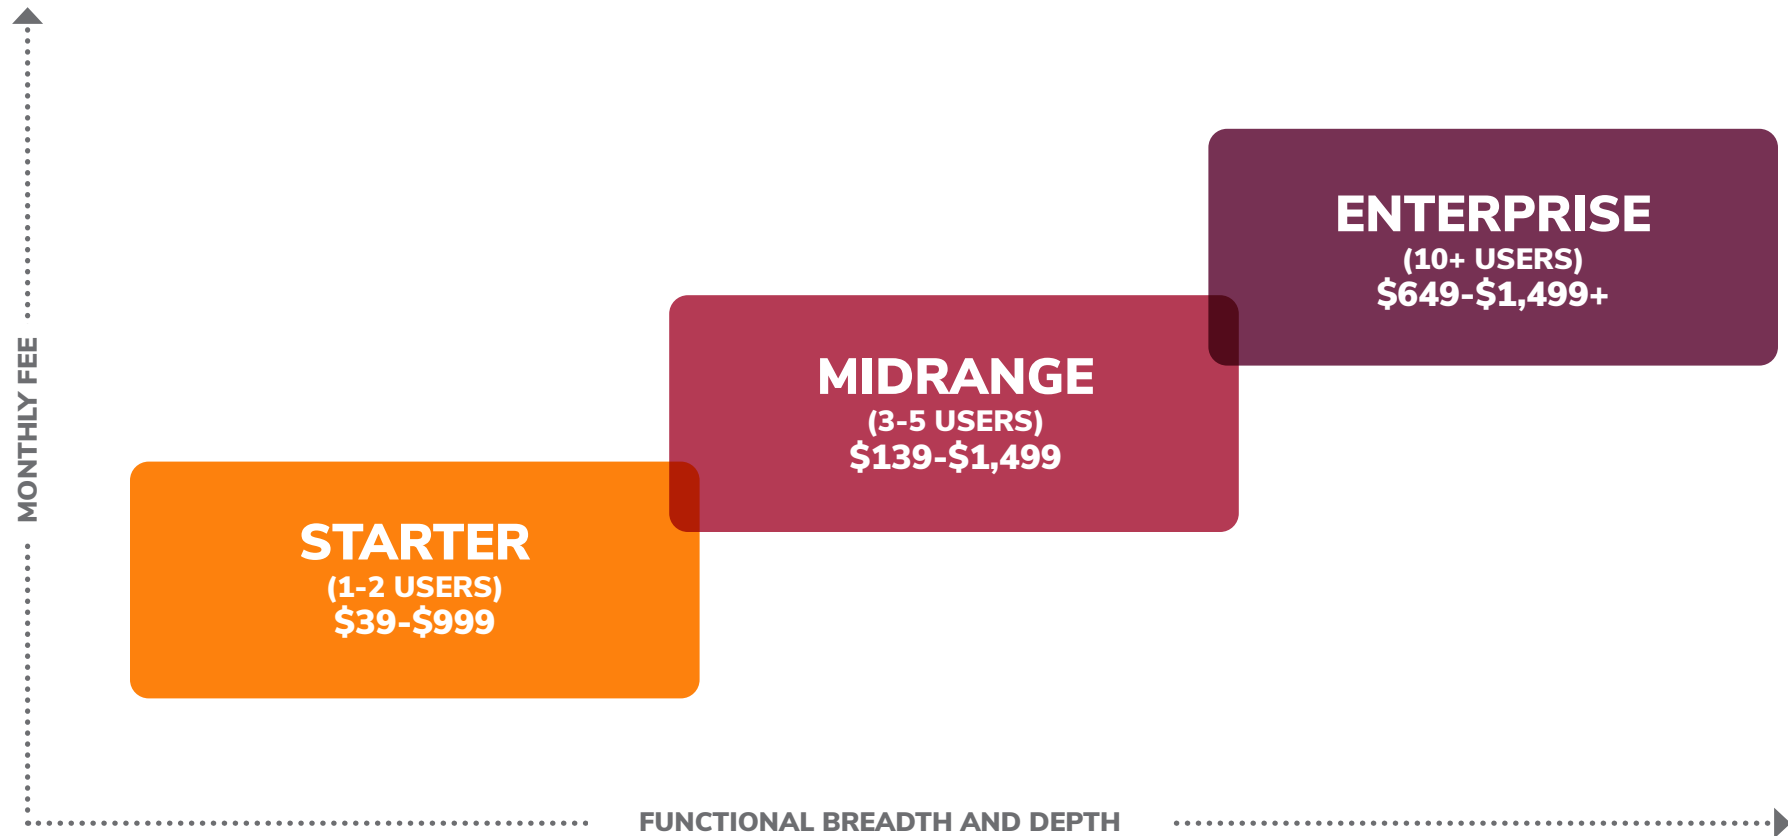 MONTHLY FEE
ENTERPRISE
(10+ USERS)
$649-$1,499+
MIDRANGE
(3-5 USERS)
$139-$1,499
STARTER
(1-2 USERS)
$39-$999
FUNCTIONAL BREADTH AND DEPTH